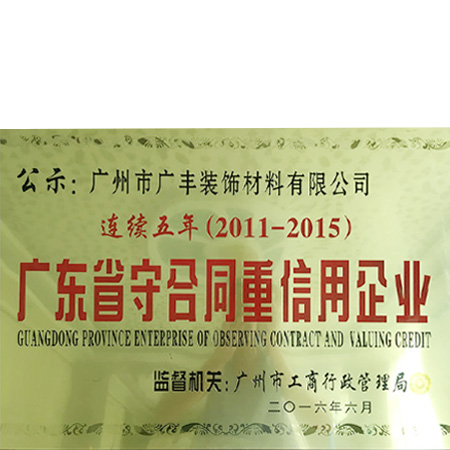 公示：广州市广丰装饰材料有限公司
连续五年(2011-2015)
广东省守合同重信用企业
GUANGDONG PROVINCE ENTERPRISE OF OBSERVING CONTRACT AND VALUING CREDIT
监督机关:广州市工商行政管理局
二〇一六年六月